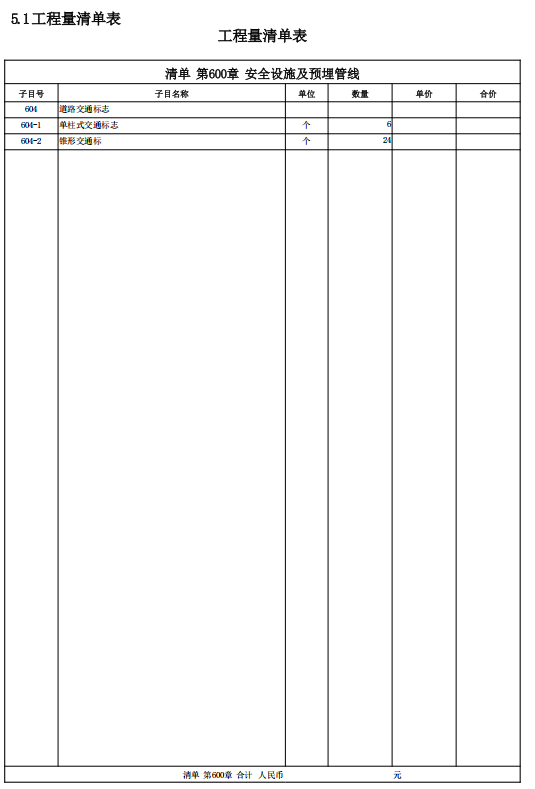 5.1工程量清单表
工程量清单表
清单 第600章 安全设施及预埋管线
子目号 子目名称 单位 数量 单价 合价
604 道路交通标志
604-1 单柱式交通标志 个 6
604-2 锥形交通标 个 24
清单 第600章 合计 人民币 元